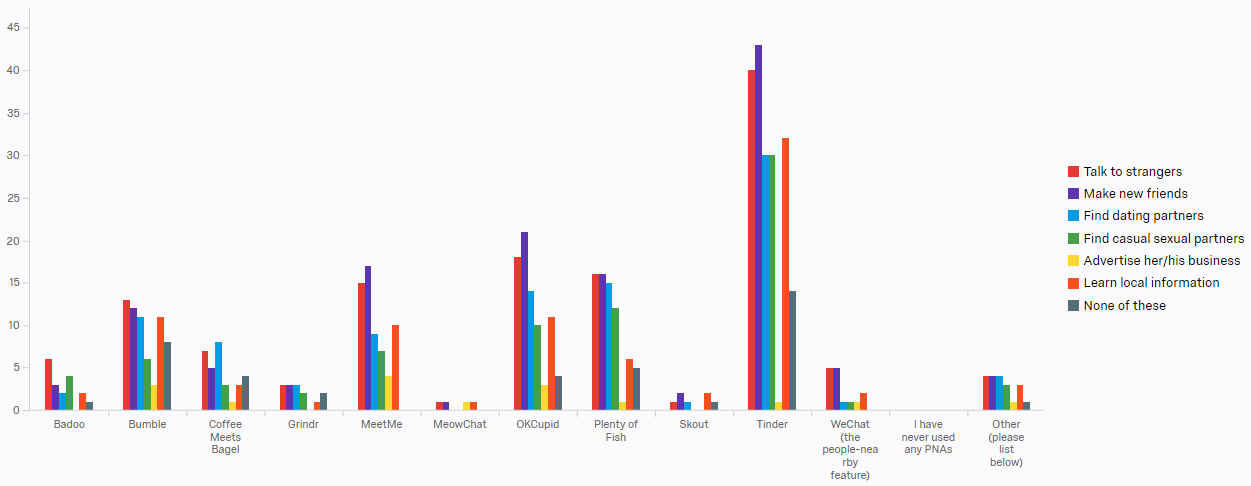 45
40
35
30
25
20
15
10
5
0
Badoo
Bumble
Coffee
Meets
Bagel
Grindr
MeetMe
MeowChat
OKCupid
Plenty of
Fish
Skout
Tinder
WeChat
(the
people-nea
rby
feature)
I have
never used
any PNAs
Other
(please
list
below)
Talk to strangers
Make new friends
Find dating partners
Find casual sexual partners
Advertise her/his business
Learn local information
None of these